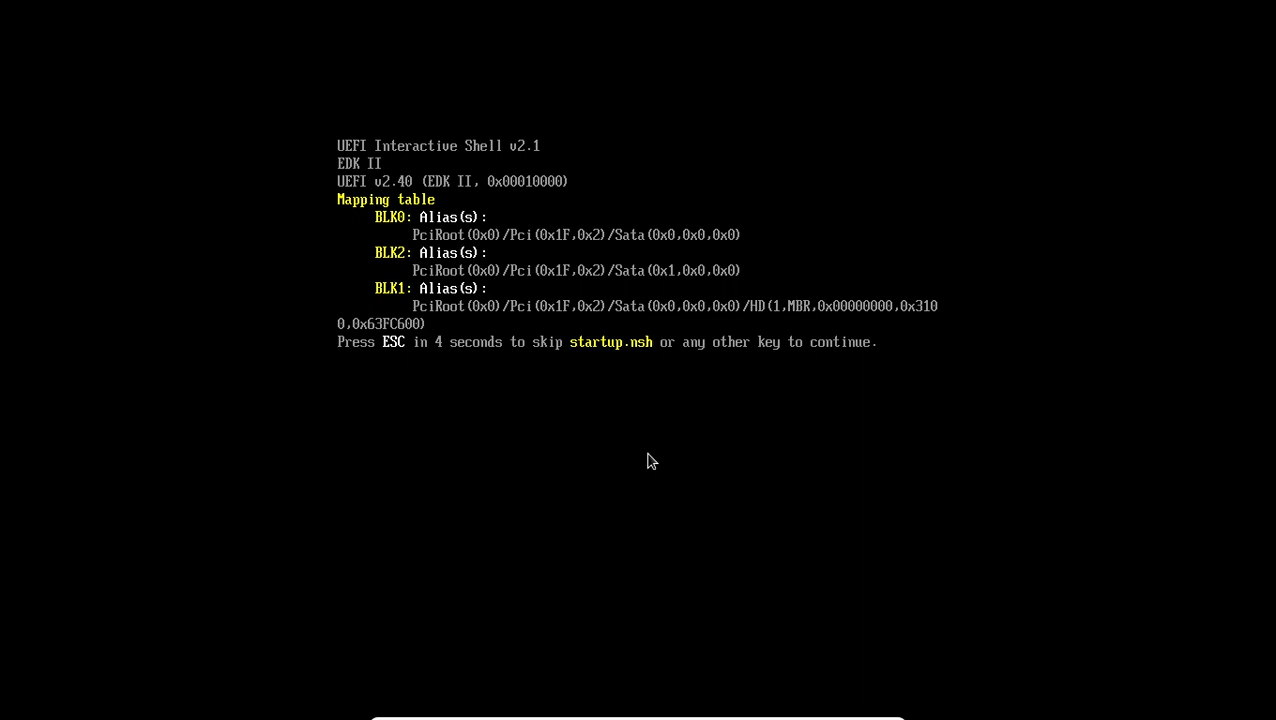 UEFI Interactive Shell v2.1
EDK II
UEFI v2.40 (EDK II, 0x00010000)
Mapping table
BLK0: Alias(s):
PciRoot(0x0)/Pci(0x1F,0x2)/Sata(0x0,0x0,0x0)
BLK2: Alias(s):
PciRoot(0x0)/Pci(0x1F,0x2)/Sata(0x1,0x0,0x0)
BLK1: Alias(s):
PciRoot(0x0)/Pci(0x1F,0x2)/Sata(0x0,0x0,0x0)/HD(1,MBR,0x00000000,0x310
0,0x63FC600)
Press ESC in 4 seconds to skip startup.nsh or any other key to continue.